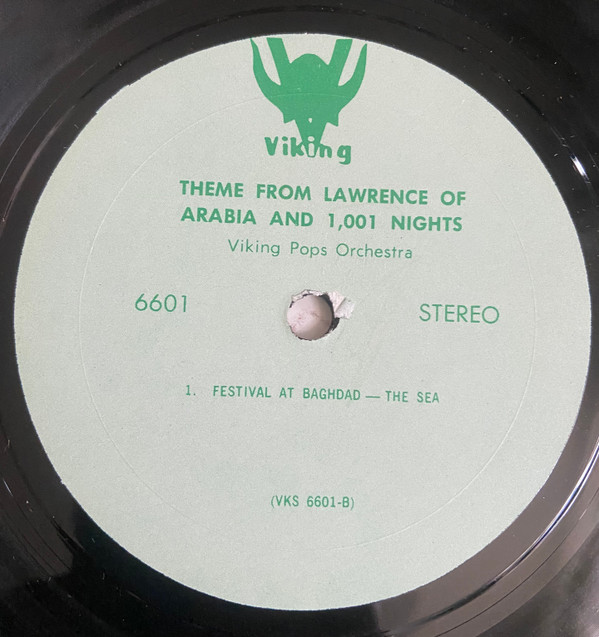 Viking
THEME FROM LAWRENCE OF
ARABIA AND 1,001 NIGHTS
Viking Pops Orchestra
6601
STEREO
1. FESTIVAL AT BAGHDAD — THE SEA
(VKS 6601-B)